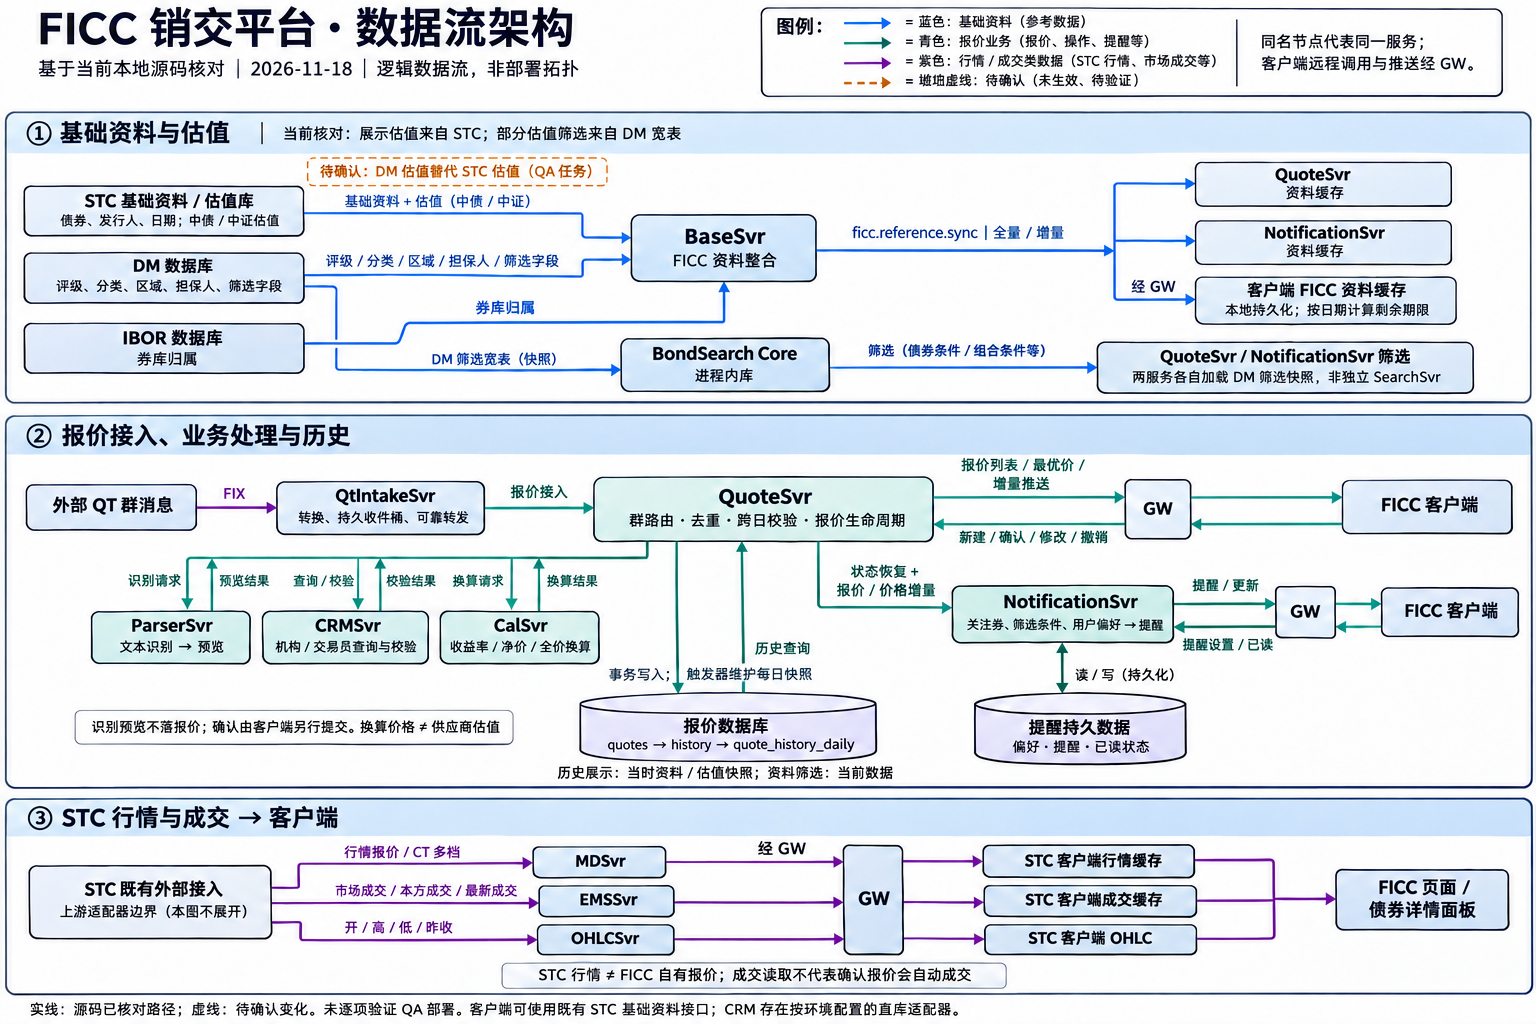 FICC 销交平台 · 数据流架构
基于当前本地源码核对 | 2026-11-18 | 逻辑数据流，非部署拓扑
图例：
= 蓝色：基础资料（参考数据）
= 青色：报价业务（报价、操作、提醒等）
= 紫色：行情 / 成交类数据（STC 行情、市场成交等）
虚线：待确认（未生效、待验证）
同名节点代表同一服务；
客户端远程调用与推送经 GW。
① 基础资料与估值 | 当前核对：展示估值来自 STC；部分估值筛选来自 DM 宽表
待确认：DM 估值替代 STC 估值（QA 任务）
STC 基础资料 / 估值库
债券、发行人、日期；中债 / 中证估值
基础资料 + 估值（中债 / 中证）
DM 数据库
评级、分类、区域、担保人、筛选字段
评级 / 分类 / 区域 / 担保人 / 筛选字段
IBOR 数据库
券库归属
券库归属
DM 筛选宽表（快照）
BaseSvr
FICC 资料整合
ficc.reference.sync | 全量 / 增量
QuoteSvr
资料缓存
NotificationSvr
资料缓存
经 GW
客户端 FICC 资料缓存
本地持久化；按日期计算剩余期限
BondSearch Core
进程内库
筛选（债券条件 / 组合条件等）
QuoteSvr / NotificationSvr 筛选
两服务各自加载 DM 筛选快照，非独立 SearchSvr
② 报价接入、业务处理与历史
外部 QT 群消息
FIX
QtIntakeSvr
转换、持久收件桶、可靠转发
报价接入
QuoteSvr
群路由 · 去重 · 跨日校验 · 报价生命周期
报价列表 / 最优价 /
增量推送
新建 / 确认 / 修改 / 撤销
GW
FICC 客户端
识别请求
预览结果
查询 / 校验
校验结果
换算请求
换算结果
ParserSvr
文本识别 → 预览
CRMSvr
机构 / 交易员查询与校验
CalSvr
收益率 / 净价 / 全价换算
状态恢复 +
报价 / 价格增量
NotificationSvr
关注券、筛选条件、用户偏好 → 提醒
提醒 / 更新
提醒设置 / 已读
GW
FICC 客户端
历史查询
事务写入；
触发器维护每日快照
读 / 写（持久化）
识别预览不落报价；确认由客户端另行提交。换算价格 ≠ 供应商估值
报价数据库
quotes → history → quote_history_daily
提醒持久数据
偏好 · 提醒 · 已读状态
历史展示：当时资料 / 估值快照；资料筛选：当前数据
③ STC 行情与成交 → 客户端
STC 既有外部接入
上游适配器边界（本图不展开）
行情报价 / CT 多档
市场成交 / 本方成交 / 最新成交
开 / 高 / 低 / 昨收
MDSvr
EMSSvr
OHLCSvr
经 GW
GW
STC 客户端行情缓存
STC 客户端成交缓存
STC 客户端 OHLC
FICC 页面 /
债券详情面板
STC 行情 ≠ FICC 自有报价；成交读取不代表确认报价会自动成交
实线：源码已核对路径；虚线：待确认变化。未逐项验证 QA 部署。客户端可使用既有 STC 基础资料接口；CRM 存在按环境配置的直库适配器。